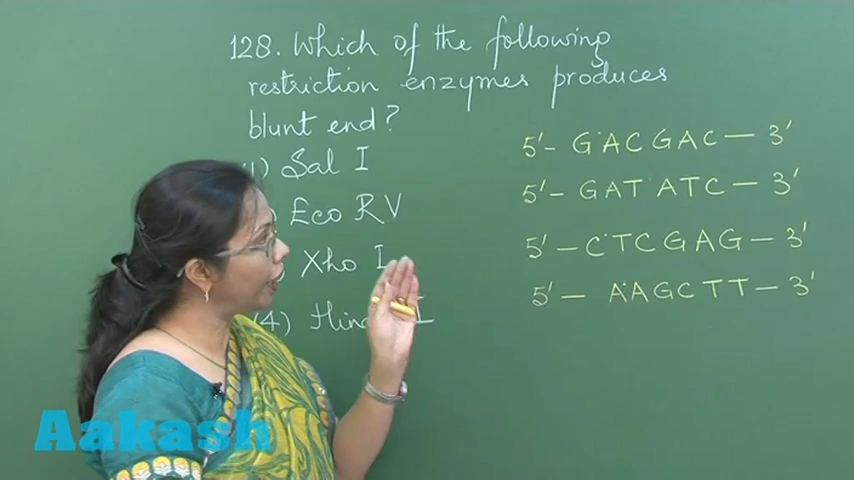 128. Which of the following
restriction enzymes produces
blunt end?
(1) Sal I
) Eco RV
) Xho I
(4) Hin I
5'- GACGAC — 3'
5'- GATATC — 3'
5' — CTCGAG — 3'
5' — AAGCTT — 3'
Aakash